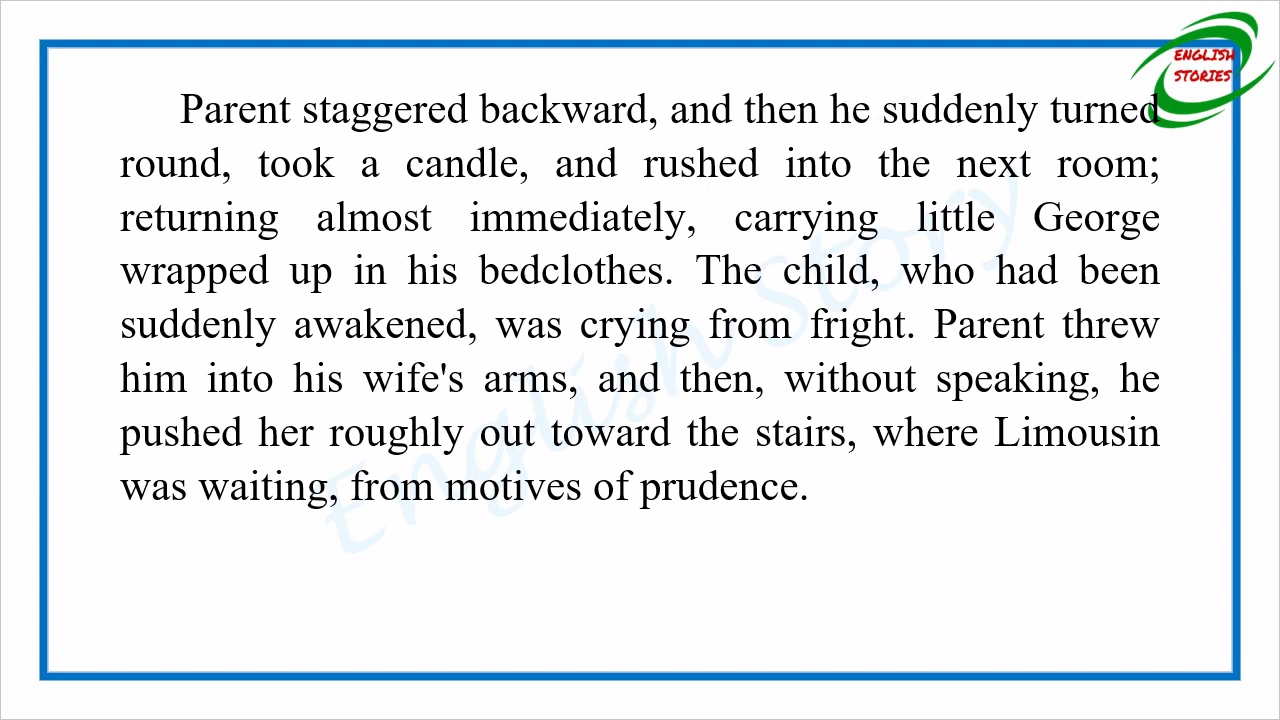 ENGLISH
STORIES
Parent staggered backward, and then he suddenly turned
round, took a candle, and rushed into the next room;
returning almost immediately, carrying little George
wrapped up in his bedclothes. The child, who had been
suddenly awakened, was crying from fright. Parent threw
him into his wife's arms, and then, without speaking, he
pushed her roughly out toward the stairs, where Limousin
was waiting, from motives of prudence.
English Story